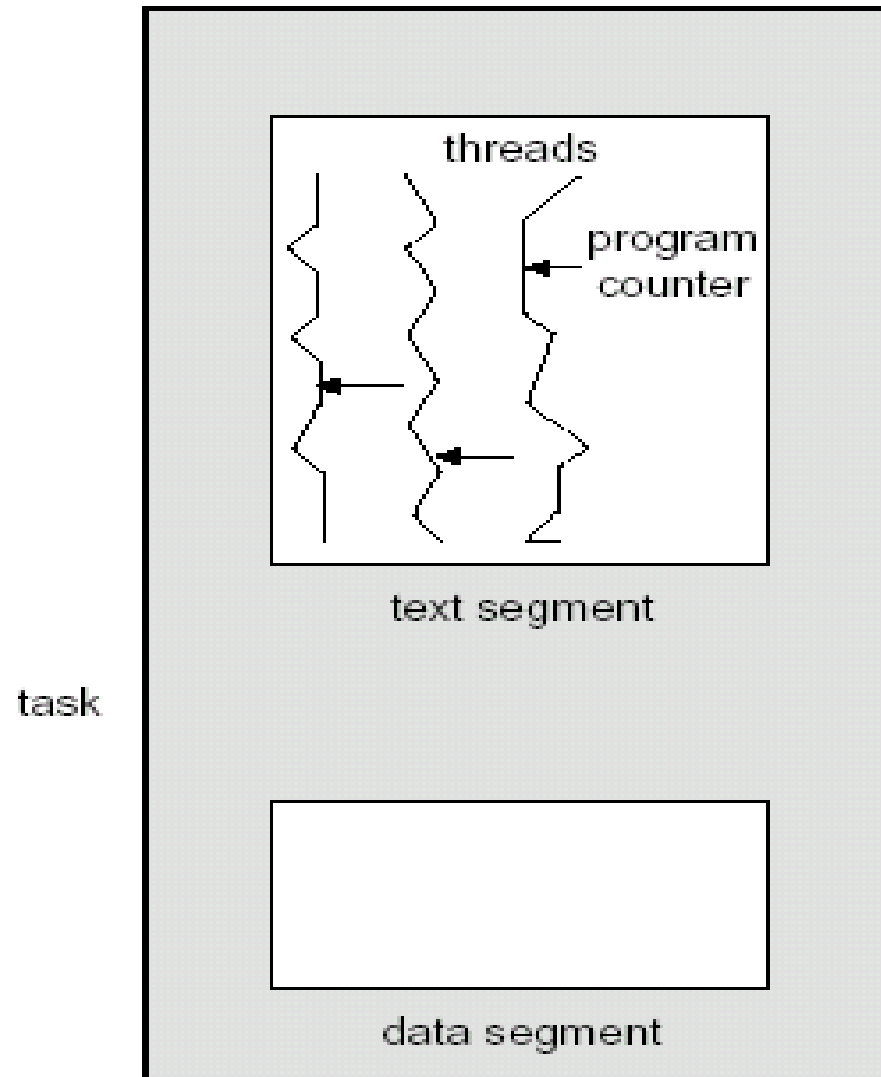 threads
program
counter
text segment
task
data segment